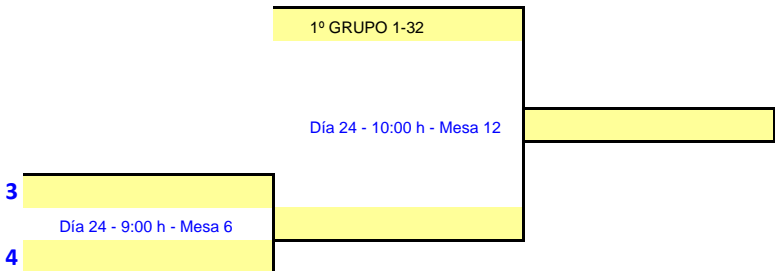 1º GRUPO 1-32
Día 24 - 10:00 h - Mesa 12
3
Día 24 - 9:00 h - Mesa 6
4